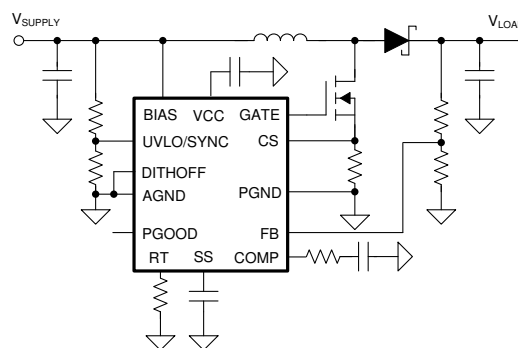 VSUPPLY
VLOA
BIAS VCC GATE
UVLO/SYNC CS
DITHOFF
AGND PGND
PGOOD FB
RT SS COMP